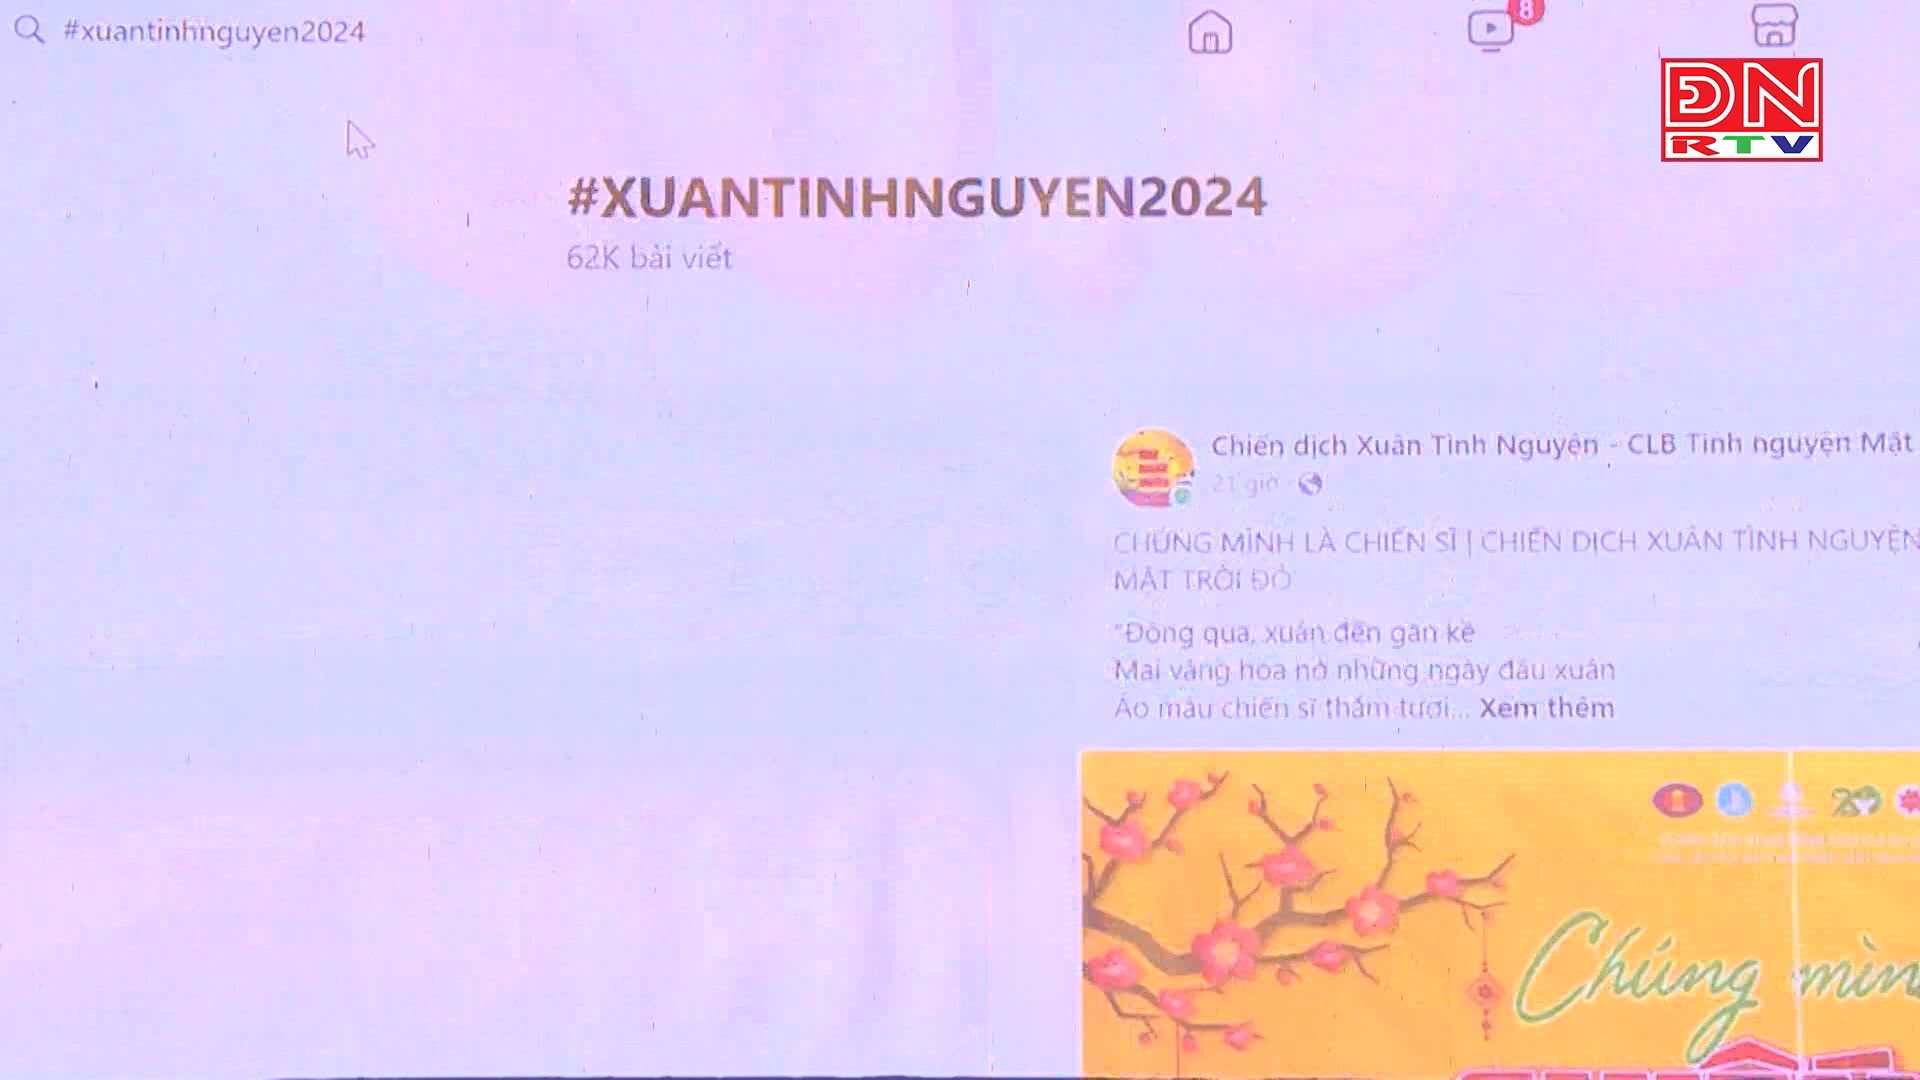 #xuantinhnguyen2024
8
ĐN
RTV
#XUANTINHNGUYEN2024
62K bài viết
Chiến dịch Xuân Tình Nguyện - CLB Tình nguyện Mặt
21 giờ ·
CHÚNG MÌNH LÀ CHIẾN SĨ | CHIẾN DỊCH XUÂN TÌNH NGUYỆN
MẶT TRỜI ĐỎ
"Đông qua, xuân đến gần kề
Mai vàng hoa nở những ngày đầu xuân
Áo màu chiến sĩ thắm tươi... Xem thêm
Chúng mìn